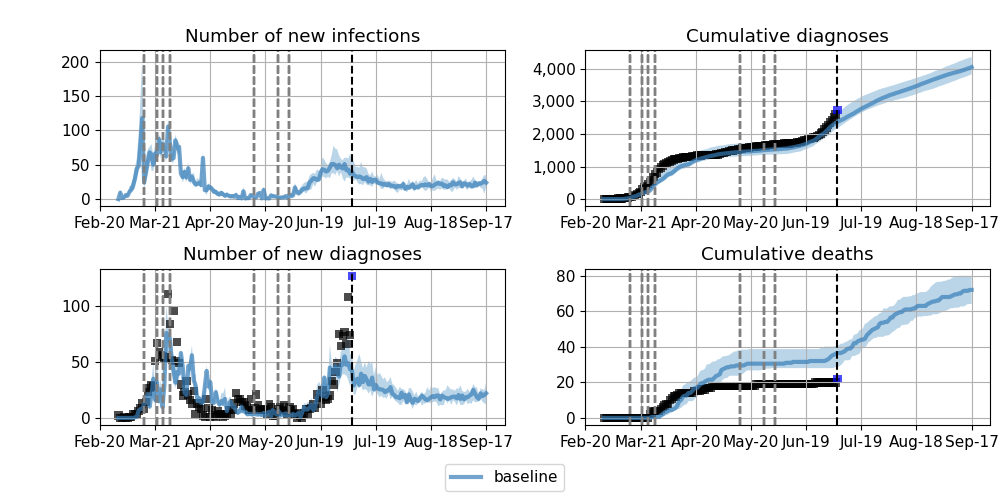 Number of new infections
200
150
100
50
0
Feb-20 Mar-21 Apr-20 May-20 Jun-19 Jul-19 Aug-18 Sep-17
Cumulative diagnoses
4,000
3,000
2,000
1,000
0
Feb-20 Mar-21 Apr-20 May-20 Jun-19 Jul-19 Aug-18 Sep-17
Number of new diagnoses
100
50
0
Feb-20 Mar-21 Apr-20 May-20 Jun-19 Jul-19 Aug-18 Sep-17
Cumulative deaths
80
60
40
20
0
Feb-20 Mar-21 Apr-20 May-20 Jun-19 Jul-19 Aug-18 Sep-17
baseline